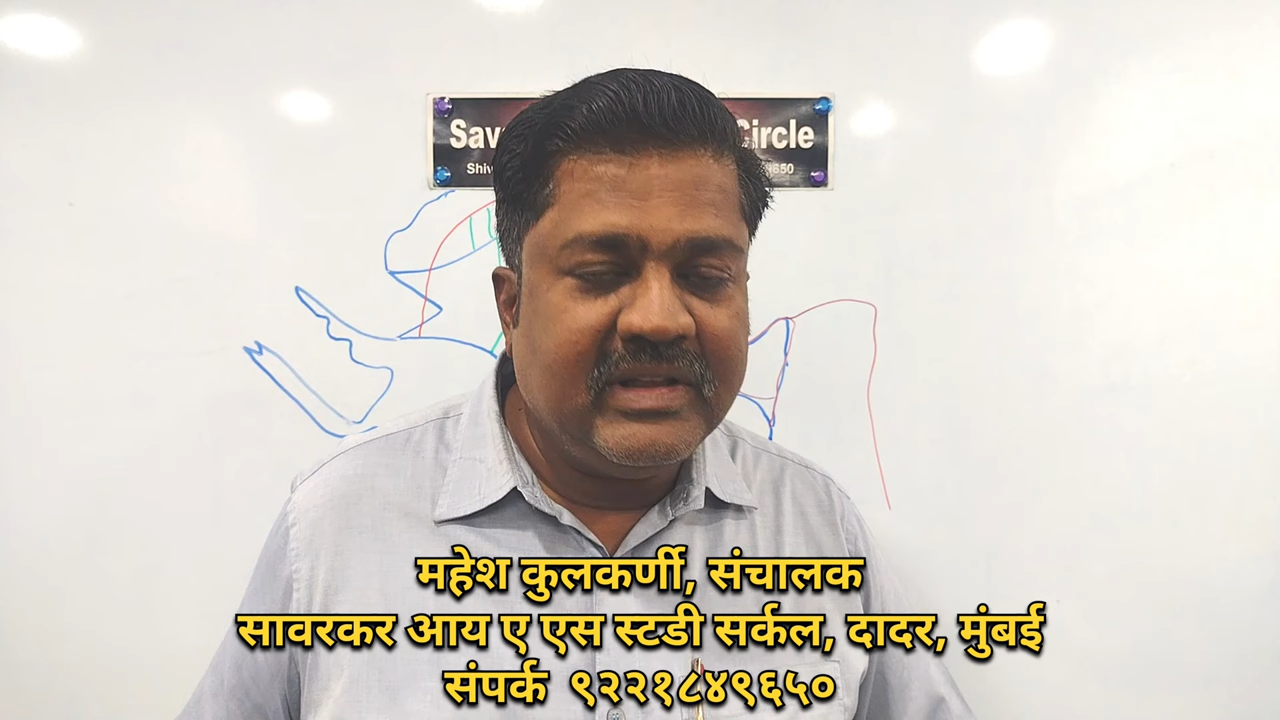 Circle
महेश कुलकर्णी, संचालक
सावरकर आय ए एस स्टडी सर्कल, दादर, मुंबई
संपर्क ९२२१८४९६५०